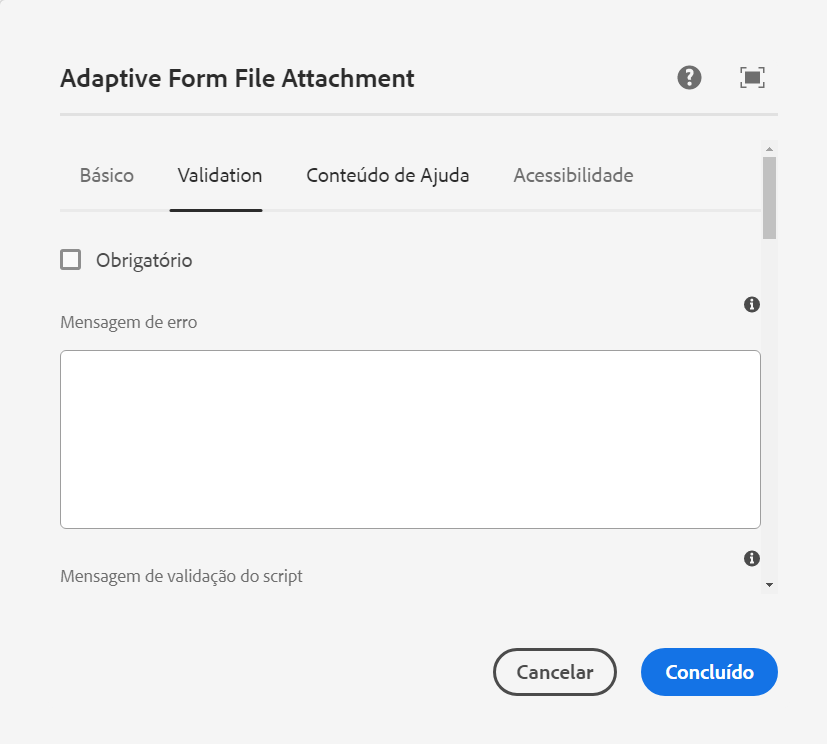 Adaptive Form File Attachment
Básico Validation Conteúdo de Ajuda Acessibilidade
Obrigatório
Mensagem de erro
Mensagem de validação do script
Cancelar Concluído